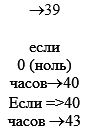 →39
если
0 (ноль)
часов→40
Если =>40
часов →43